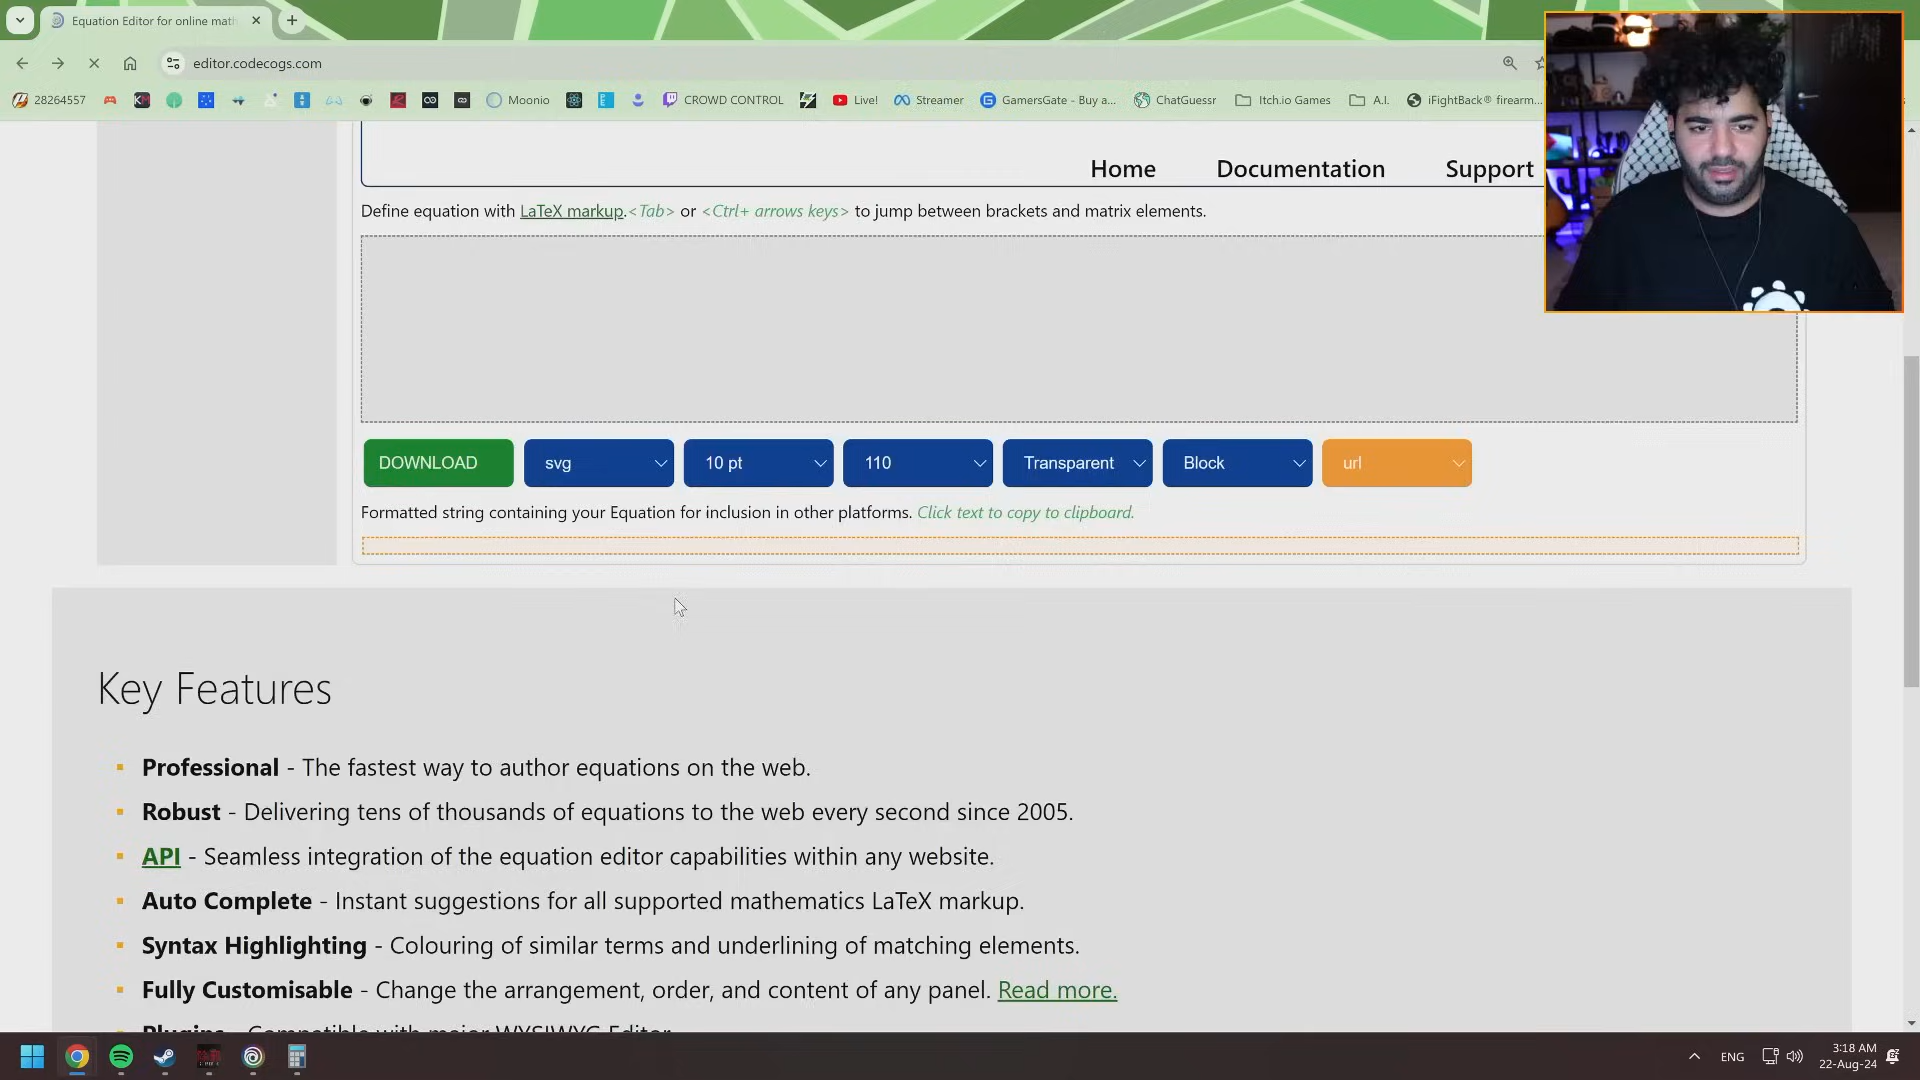 Equation Editor for online mat
editor.codecogs.com
28264557
Moonio
CROWD CONTROL
Live!
Streamer
GamersGate - Buy a...
ChatGuessr
Itch.io Games
A.I.
iFightBack® firearm...
Home
Documentation
Support
Define equation with LaTeX markup.<Tab> or <Ctrl+ arrows keys> to jump between brackets and matrix elements.
DOWNLOAD
svg
10 pt
110
Transparent
Block
url
Formatted string containing your Equation for inclusion in other platforms. Click text to copy to clipboard.
Key Features
Professional - The fastest way to author equations on the web.
Robust - Delivering tens of thousands of equations to the web every second since 2005.
API - Seamless integration of the equation editor capabilities within any website.
Auto Complete - Instant suggestions for all supported mathematics LaTeX markup.
Syntax Highlighting - Colouring of similar terms and underlining of matching elements.
Fully Customisable - Change the arrangement, order, and content of any panel. Read more.
Plugins - Compatible with major WYSIWYG Editor
ENG
3:18 AM
22-Aug-24